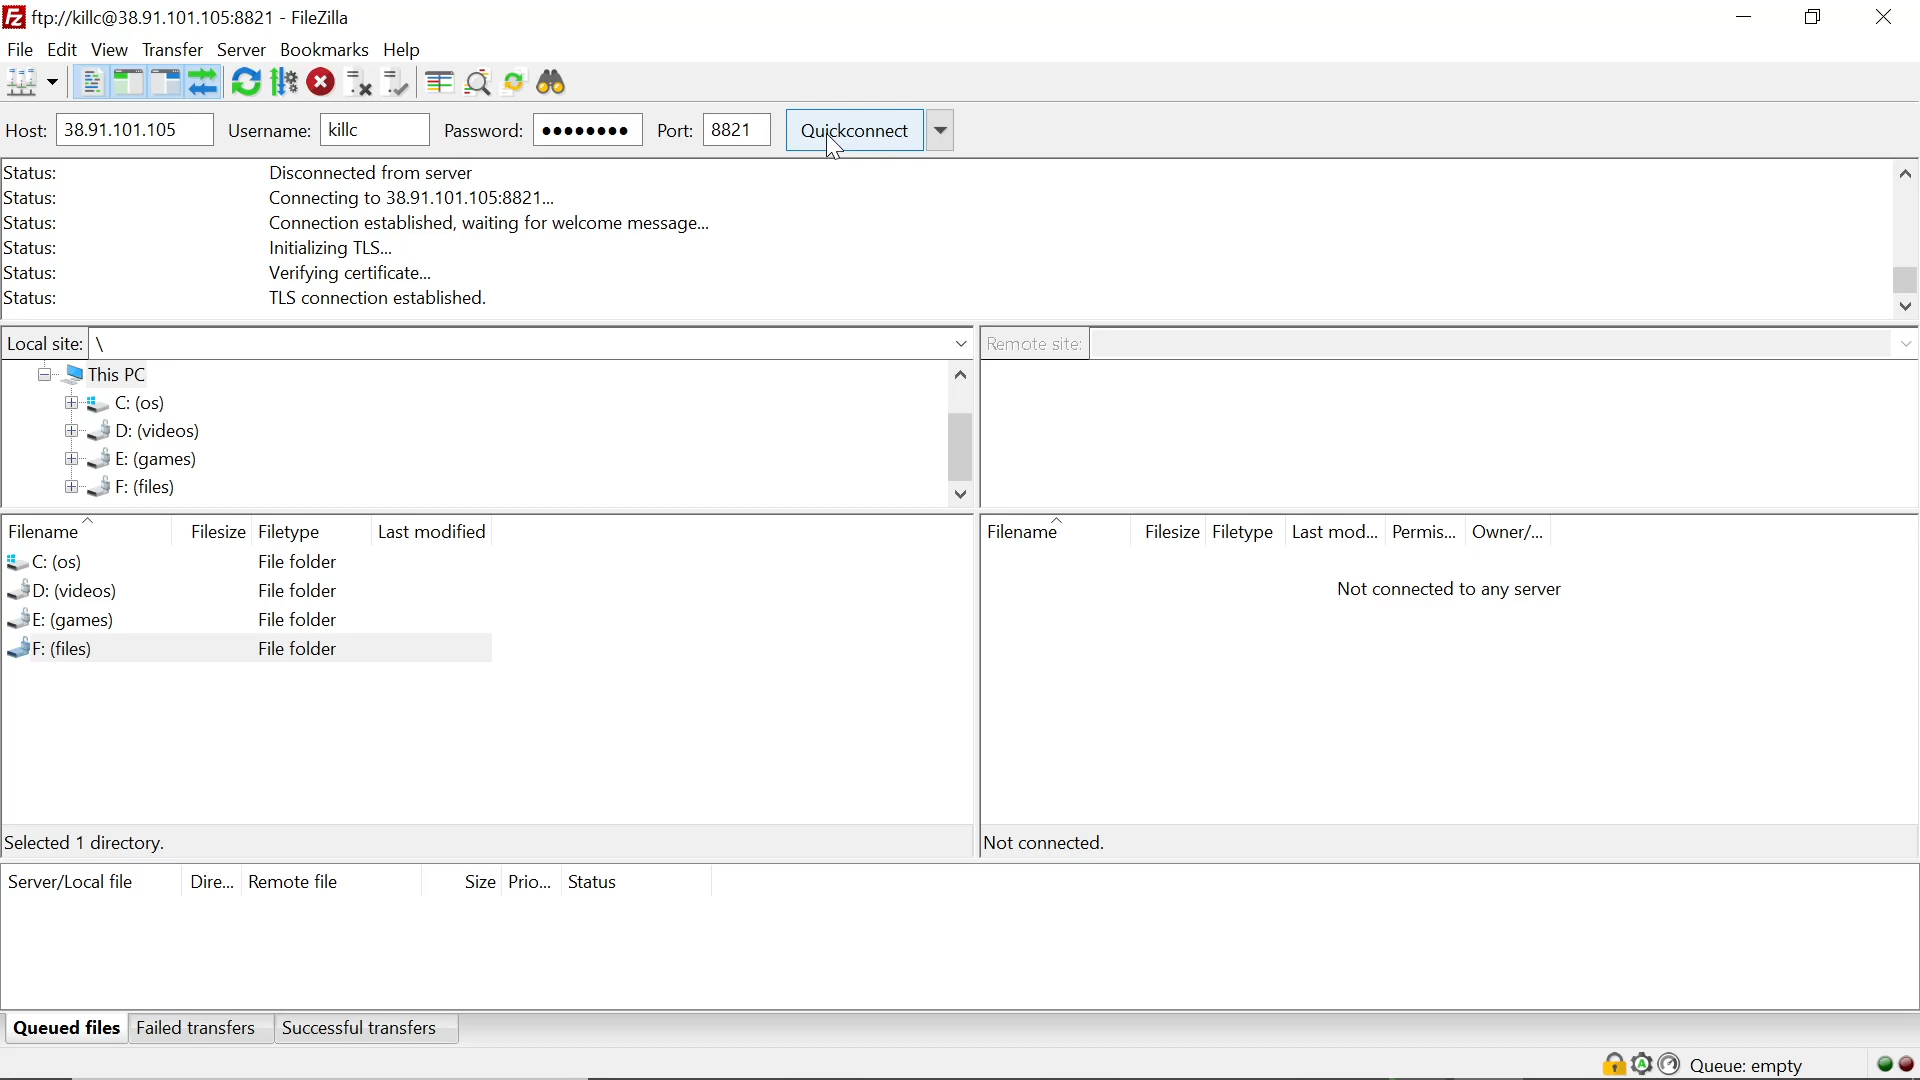 ftp://killc@38.91.101.105:8821 - FileZilla
File Edit View Transfer Server Bookmarks Help
Host: 38.91.101.105 Username: killc Password: ●●●●●●●● Port: 8821 Quickconnect
Status: Disconnected from server
Status: Connecting to 38.91.101.105:8821...
Status: Connection established, waiting for welcome message...
Status: Initializing TLS...
Status: Verifying certificate...
Status: TLS connection established.
Local site: \
Remote site:
This PC
C: (os)
D: (videos)
E: (games)
F: (files)
Filename Filesize Filetype Last modified
C: (os) File folder
D: (videos) File folder
E: (games) File folder
F: (files) File folder
Selected 1 directory.
Filename Filesize Filetype Last mod... Permis... Owner/...
Not connected to any server
Not connected.
Server/Local file Dire... Remote file Size Prio... Status
Queued files Failed transfers Successful transfers
Queue: empty